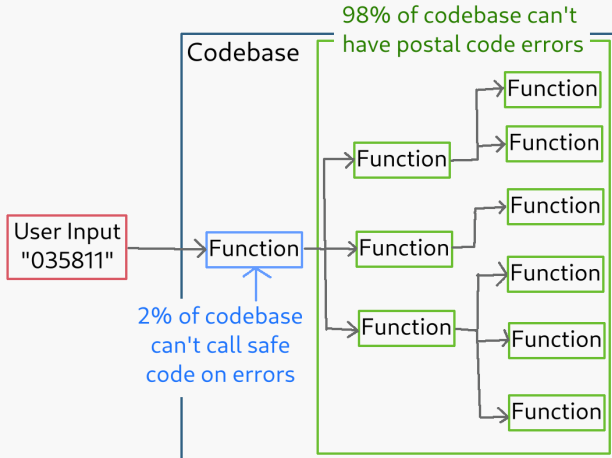 98% of codebase can't
have postal code errors
Codebase
Function
Function
Function
User Input
"035811"
Function
Function
Function
2% of codebase
can't call safe
code on errors
Function
Function
Function
Function